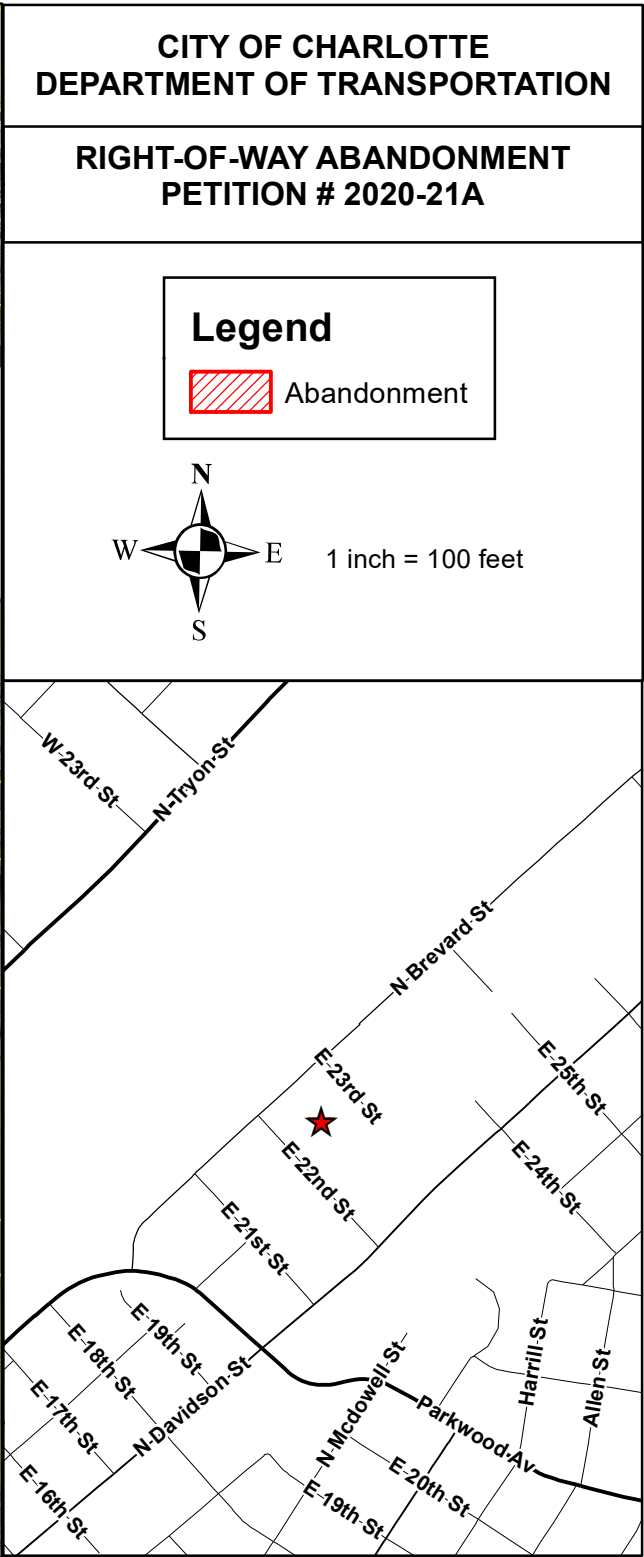 CITY OF CHARLOTTE
DEPARTMENT OF TRANSPORTATION
RIGHT-OF-WAY ABANDONMENT
PETITION # 2020-21A
Legend
Abandonment
N
W
E
S
1 inch = 100 feet
W 23rd St
N Tryon St
N Brevard St
E 23rd St
E 25th St
E 22nd St
E 24th St
E 21st St
E 19th St
E 18th St
N Davidson St
E 17th St
E 16th St
N Mcdowell St
Harrill St
Allen St
Parkwood Av
E 20th St
E 19th St